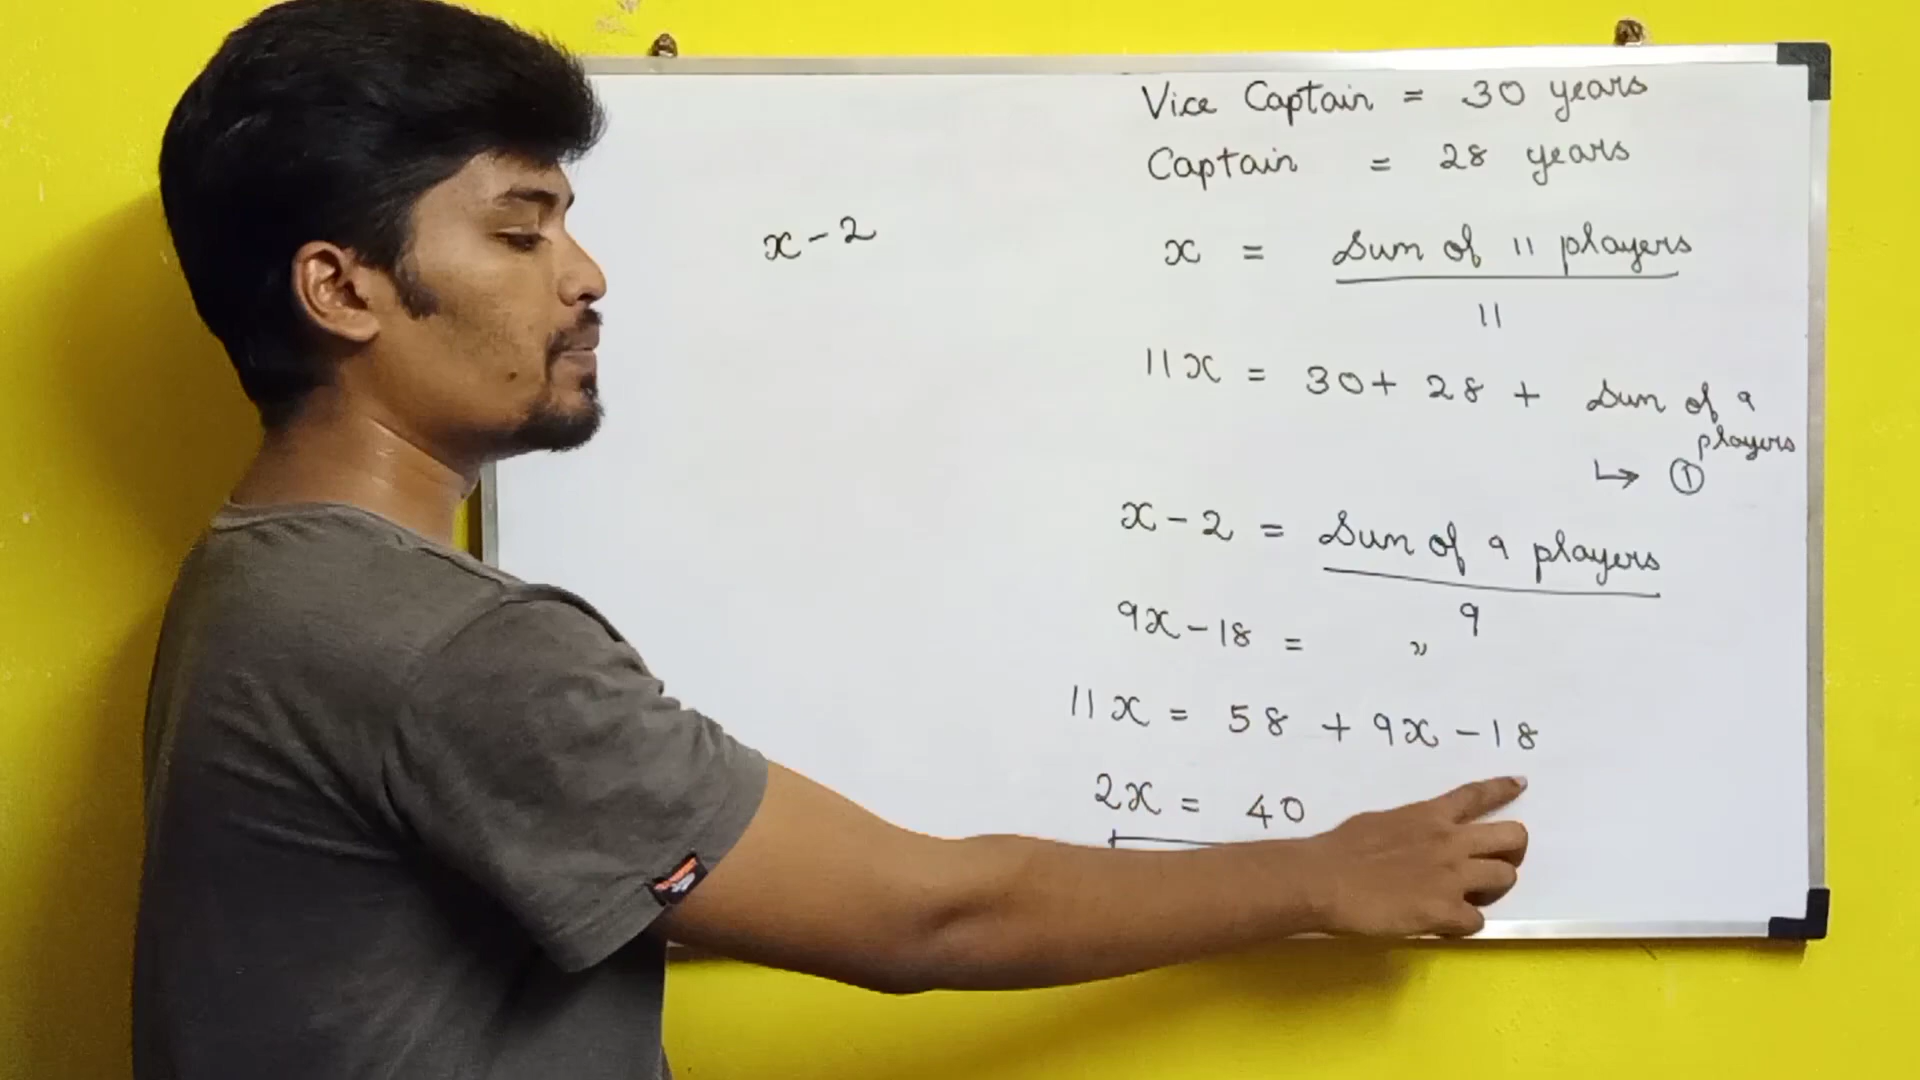 Vice Captain = 30 years
Captain = 28 years
x - 2
x = Sum of 11 players
11
11x = 30 + 28 + Sum of 9
players
↳ ①
x - 2 = Sum of 9 players
9
9x - 18 = "
11x = 58 + 9x - 18
2x = 40